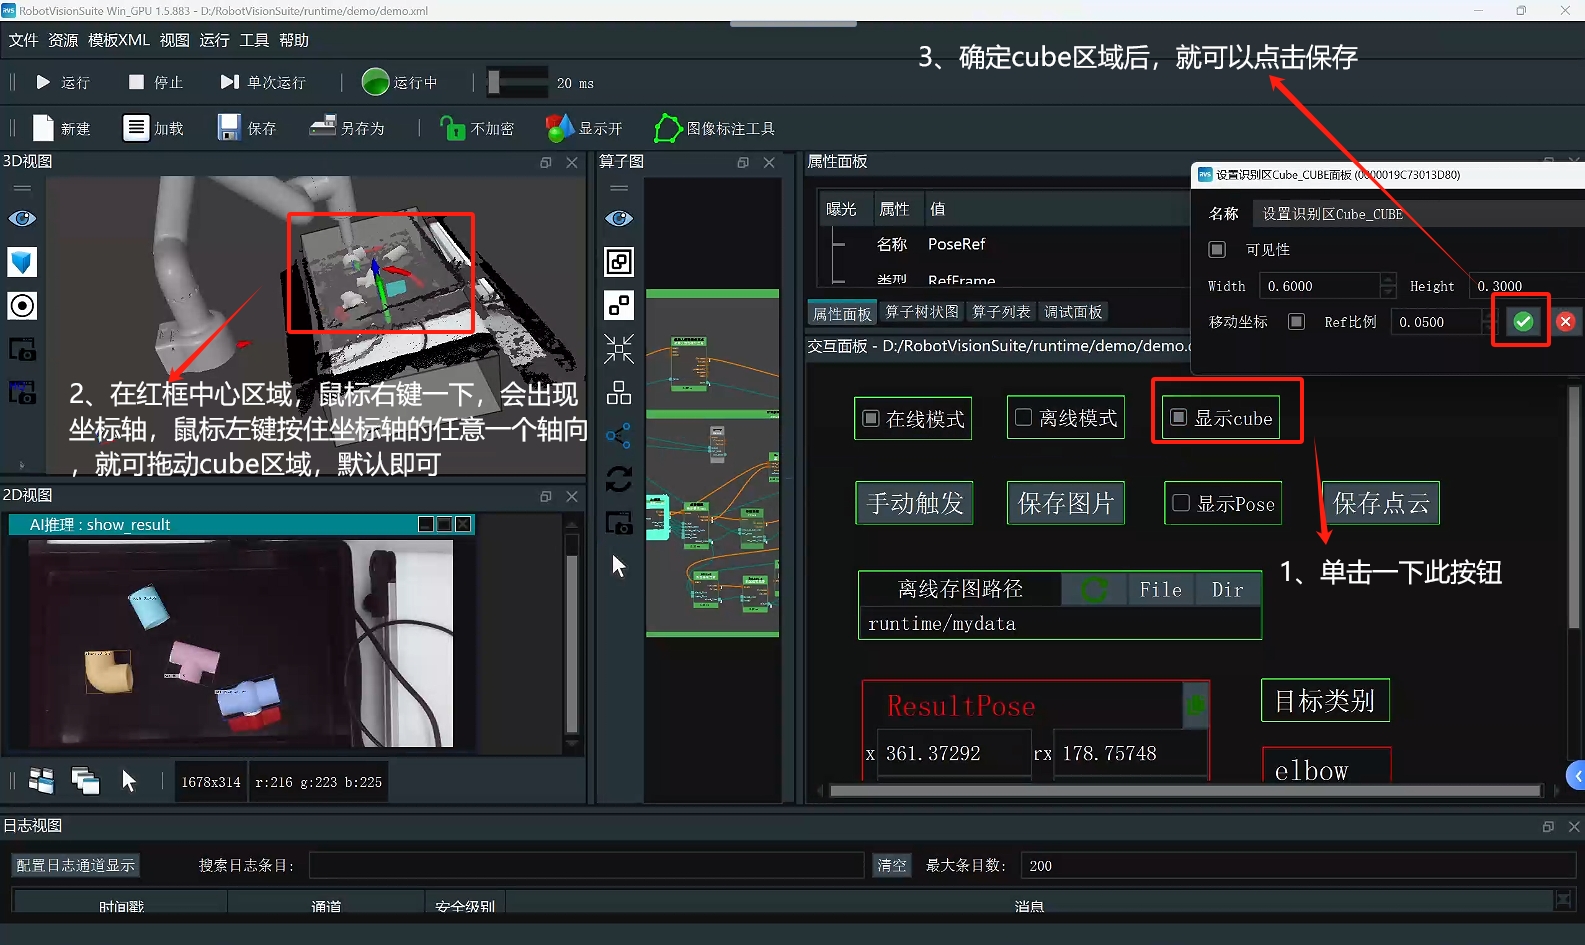 RobotVisionSuite Win_GPU 1.5.883 - D:/RobotVisionSuite/runtime/demo/demo.xml
文件 资源 模板XML 视图 运行 工具 帮助
3、确定cube区域后，就可以点击保存
运行 停止 单次运行 运行中 20 ms
新建 加载 保存 另存为 不加密 显示开 图像标注工具
3D视图
算子图
属性面板
设置识别区Cube_CUBE面板 (0000019C73013D80)
曝光 属性 值
名称 PoseRef
类型 RefFrame
名称 设置识别区Cube_CUBE
可见性
Width 0.6000 Height 0.3000
移动坐标 Ref比例 0.0500
属性面板 算子树状图 算子列表 调试面板
交互面板 - D:/RobotVisionSuite/runtime/demo/demo.
2、在红框中心区域，鼠标右键一下，会出现
坐标轴，鼠标左键按住坐标轴的任意一个轴向
，就可拖动cube区域，默认即可
在线模式 离线模式 显示cube
手动触发 保存图片 显示Pose 保存点云
1、单击一下此按钮
2D视图
AI推理 : show_result
离线存图路径 File Dir
runtime/mydata
ResultPose
目标类别
x 361.37292 rx 178.75748
elbow
1678x314 r:216 g:223 b:225
日志视图
配置日志通道显示 搜索日志条目: 清空 最大条目数: 200
时间戳 通道 安全级别 消息